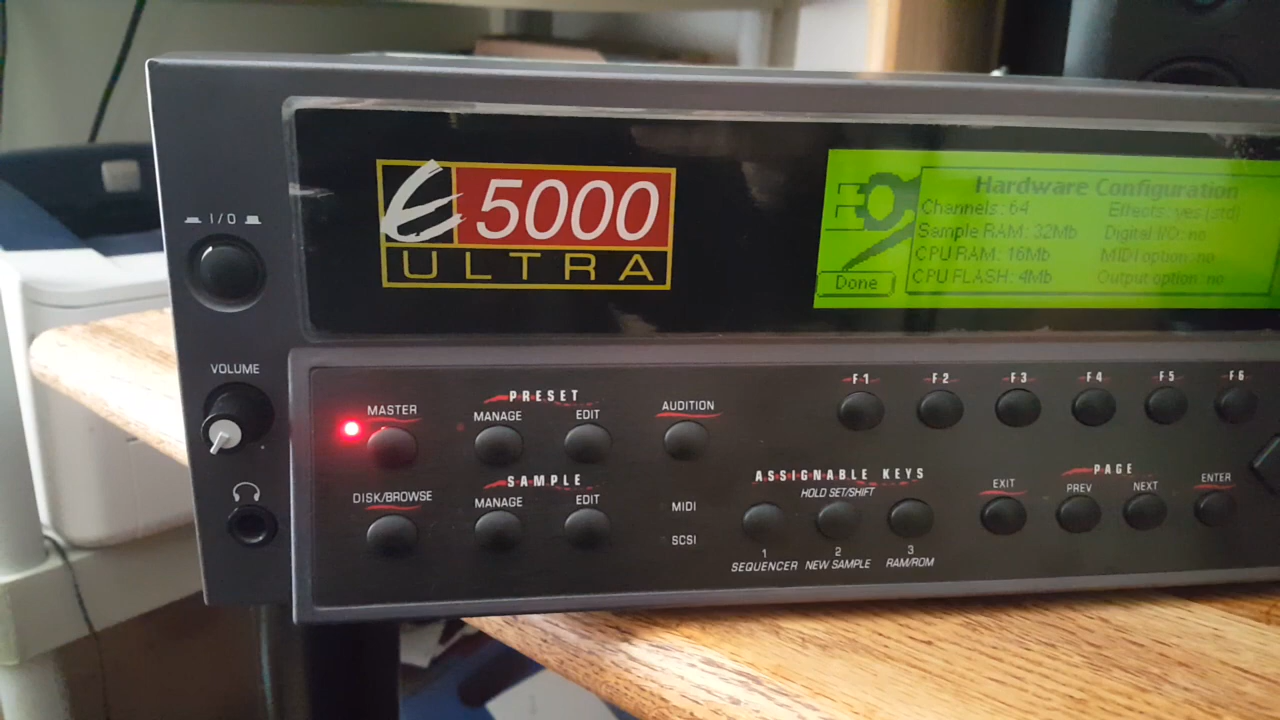 I/O
E 5000
ULTRA
Hardware Configuration
Channels: 64 Effects: yes (std)
Sample RAM: 32Mb Digital I/O: no
CPU RAM: 16Mb MIDI option: no
CPU FLASH: 4Mb Output option: no
Done
VOLUME
MASTER
PRESET
MANAGE EDIT
AUDITION
F1 F2 F3 F4 F5 F6
DISK/BROWSE
SAMPLE
MANAGE EDIT
MIDI
SCSI
ASSIGNABLE KEYS
HOLD SET/SHIFT
1 2 3
SEQUENCER NEW SAMPLE RAM/ROM
EXIT
PAGE
PREV NEXT
ENTER